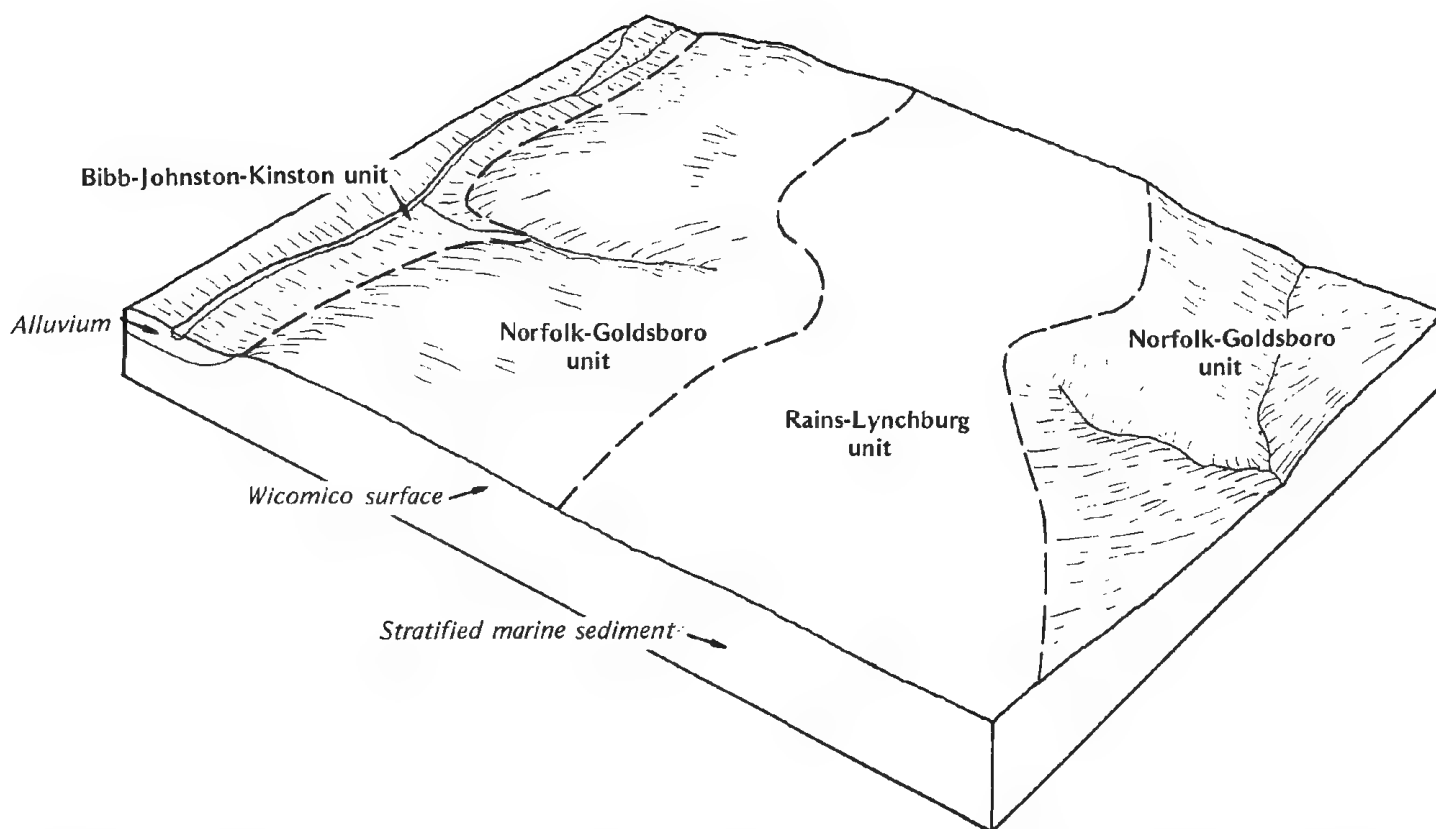 Bibb-Johnston-Kinston unit
Alluvium
Norfolk-Goldsboro
unit
Norfolk-Goldsboro
unit
Rains-Lynchburg
unit
Wicomico surface
Stratified marine sediment